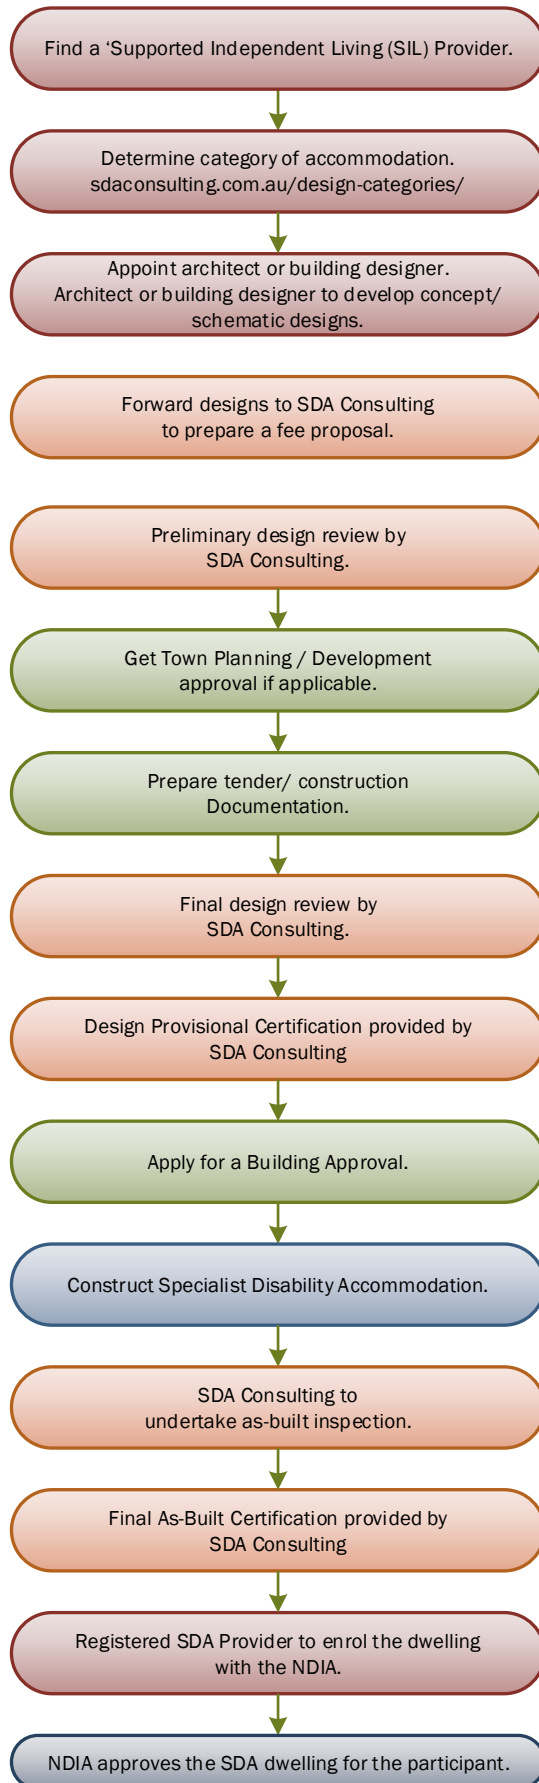 Find a ‘Supported Independent Living (SIL) Provider.
Determine category of accommodation.
sdaconsulting.com.au/design-categories/
Appoint architect or building designer.
Architect or building designer to develop concept/
schematic designs.
Forward designs to SDA Consulting
to prepare a fee proposal.
Preliminary design review by
SDA Consulting.
Get Town Planning / Development
approval if applicable.
Prepare tender/ construction
Documentation.
Final design review by
SDA Consulting.
Design Provisional Certification provided by
SDA Consulting
Apply for a Building Approval.
Construct Specialist Disability Accommodation.
SDA Consulting to
undertake as-built inspection.
Final As-Built Certification provided by
SDA Consulting
Registered SDA Provider to enrol the dwelling
with the NDIA.
NDIA approves the SDA dwelling for the participant.